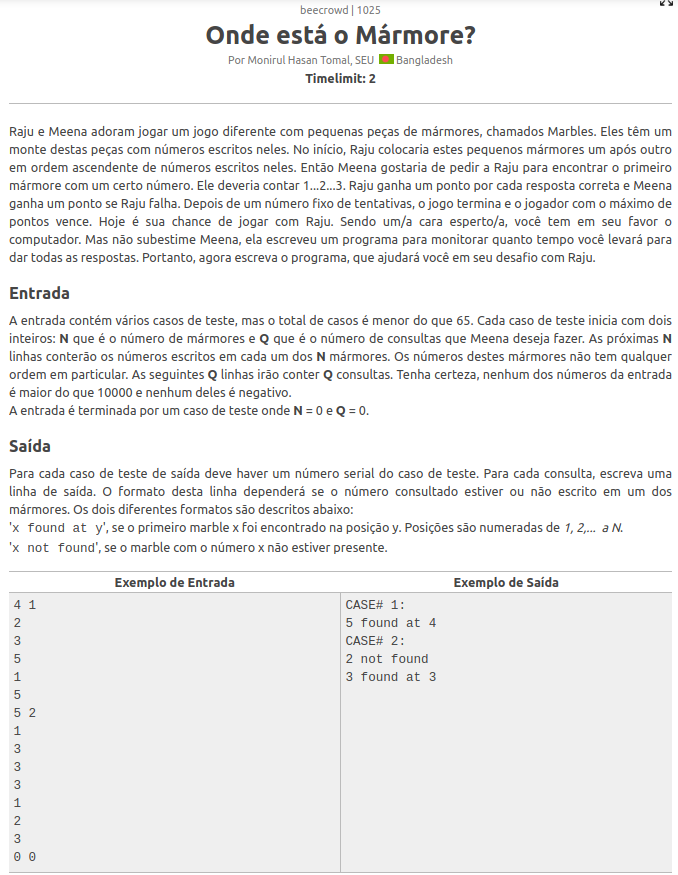 beecrowd | 1025
Onde está o Mármore?
Por Monirul Hasan Tomal, SEU Bangladesh
Timelimit: 2
Raju e Meena adoram jogar um jogo diferente com pequenas peças de mármores, chamados Marbles. Eles têm um
monte destas peças com números escritos neles. No início, Raju colocaria estes pequenos mármores um após outro
em ordem ascendente de números escritos neles. Então Meena gostaria de pedir a Raju para encontrar o primeiro
mármore com um certo número. Ele deveria contar 1...2...3. Raju ganha um ponto por cada resposta correta e Meena
ganha um ponto se Raju falha. Depois de um número fixo de tentativas, o jogo termina e o jogador com o máximo de
pontos vence. Hoje é sua chance de jogar com Raju. Sendo um/a cara esperto/a, você tem em seu favor o
computador. Mas não subestime Meena, ela escreveu um programa para monitorar quanto tempo você levará para
dar todas as respostas. Portanto, agora escreva o programa, que ajudará você em seu desafio com Raju.
Entrada
A entrada contém vários casos de teste, mas o total de casos é menor do que 65. Cada caso de teste inicia com dois
inteiros: N que é o número de mármores e Q que é o número de consultas que Meena deseja fazer. As próximas N
linhas conterão os números escritos em cada um dos N mármores. Os números destes mármores não tem qualquer
ordem em particular. As seguintes Q linhas irão conter Q consultas. Tenha certeza, nenhum dos números da entrada
é maior do que 10000 e nenhum deles é negativo.
A entrada é terminada por um caso de teste onde N = 0 e Q = 0.
Saída
Para cada caso de teste de saída deve haver um número serial do caso de teste. Para cada consulta, escreva uma
linha de saída. O formato desta linha dependerá se o número consultado estiver ou não escrito em um dos
mármores. Os dois diferentes formatos são descritos abaixo:
'x found at y', se o primeiro marble x foi encontrado na posição y. Posições são numeradas de 1, 2,... a N.
'x not found', se o marble com o número x não estiver presente.
Exemplo de Entrada
4 1
2
3
5
1
5
5 2
1
3
3
3
1
2
3
0 0
Exemplo de Saída
CASE# 1:
5 found at 4
CASE# 2:
2 not found
3 found at 3